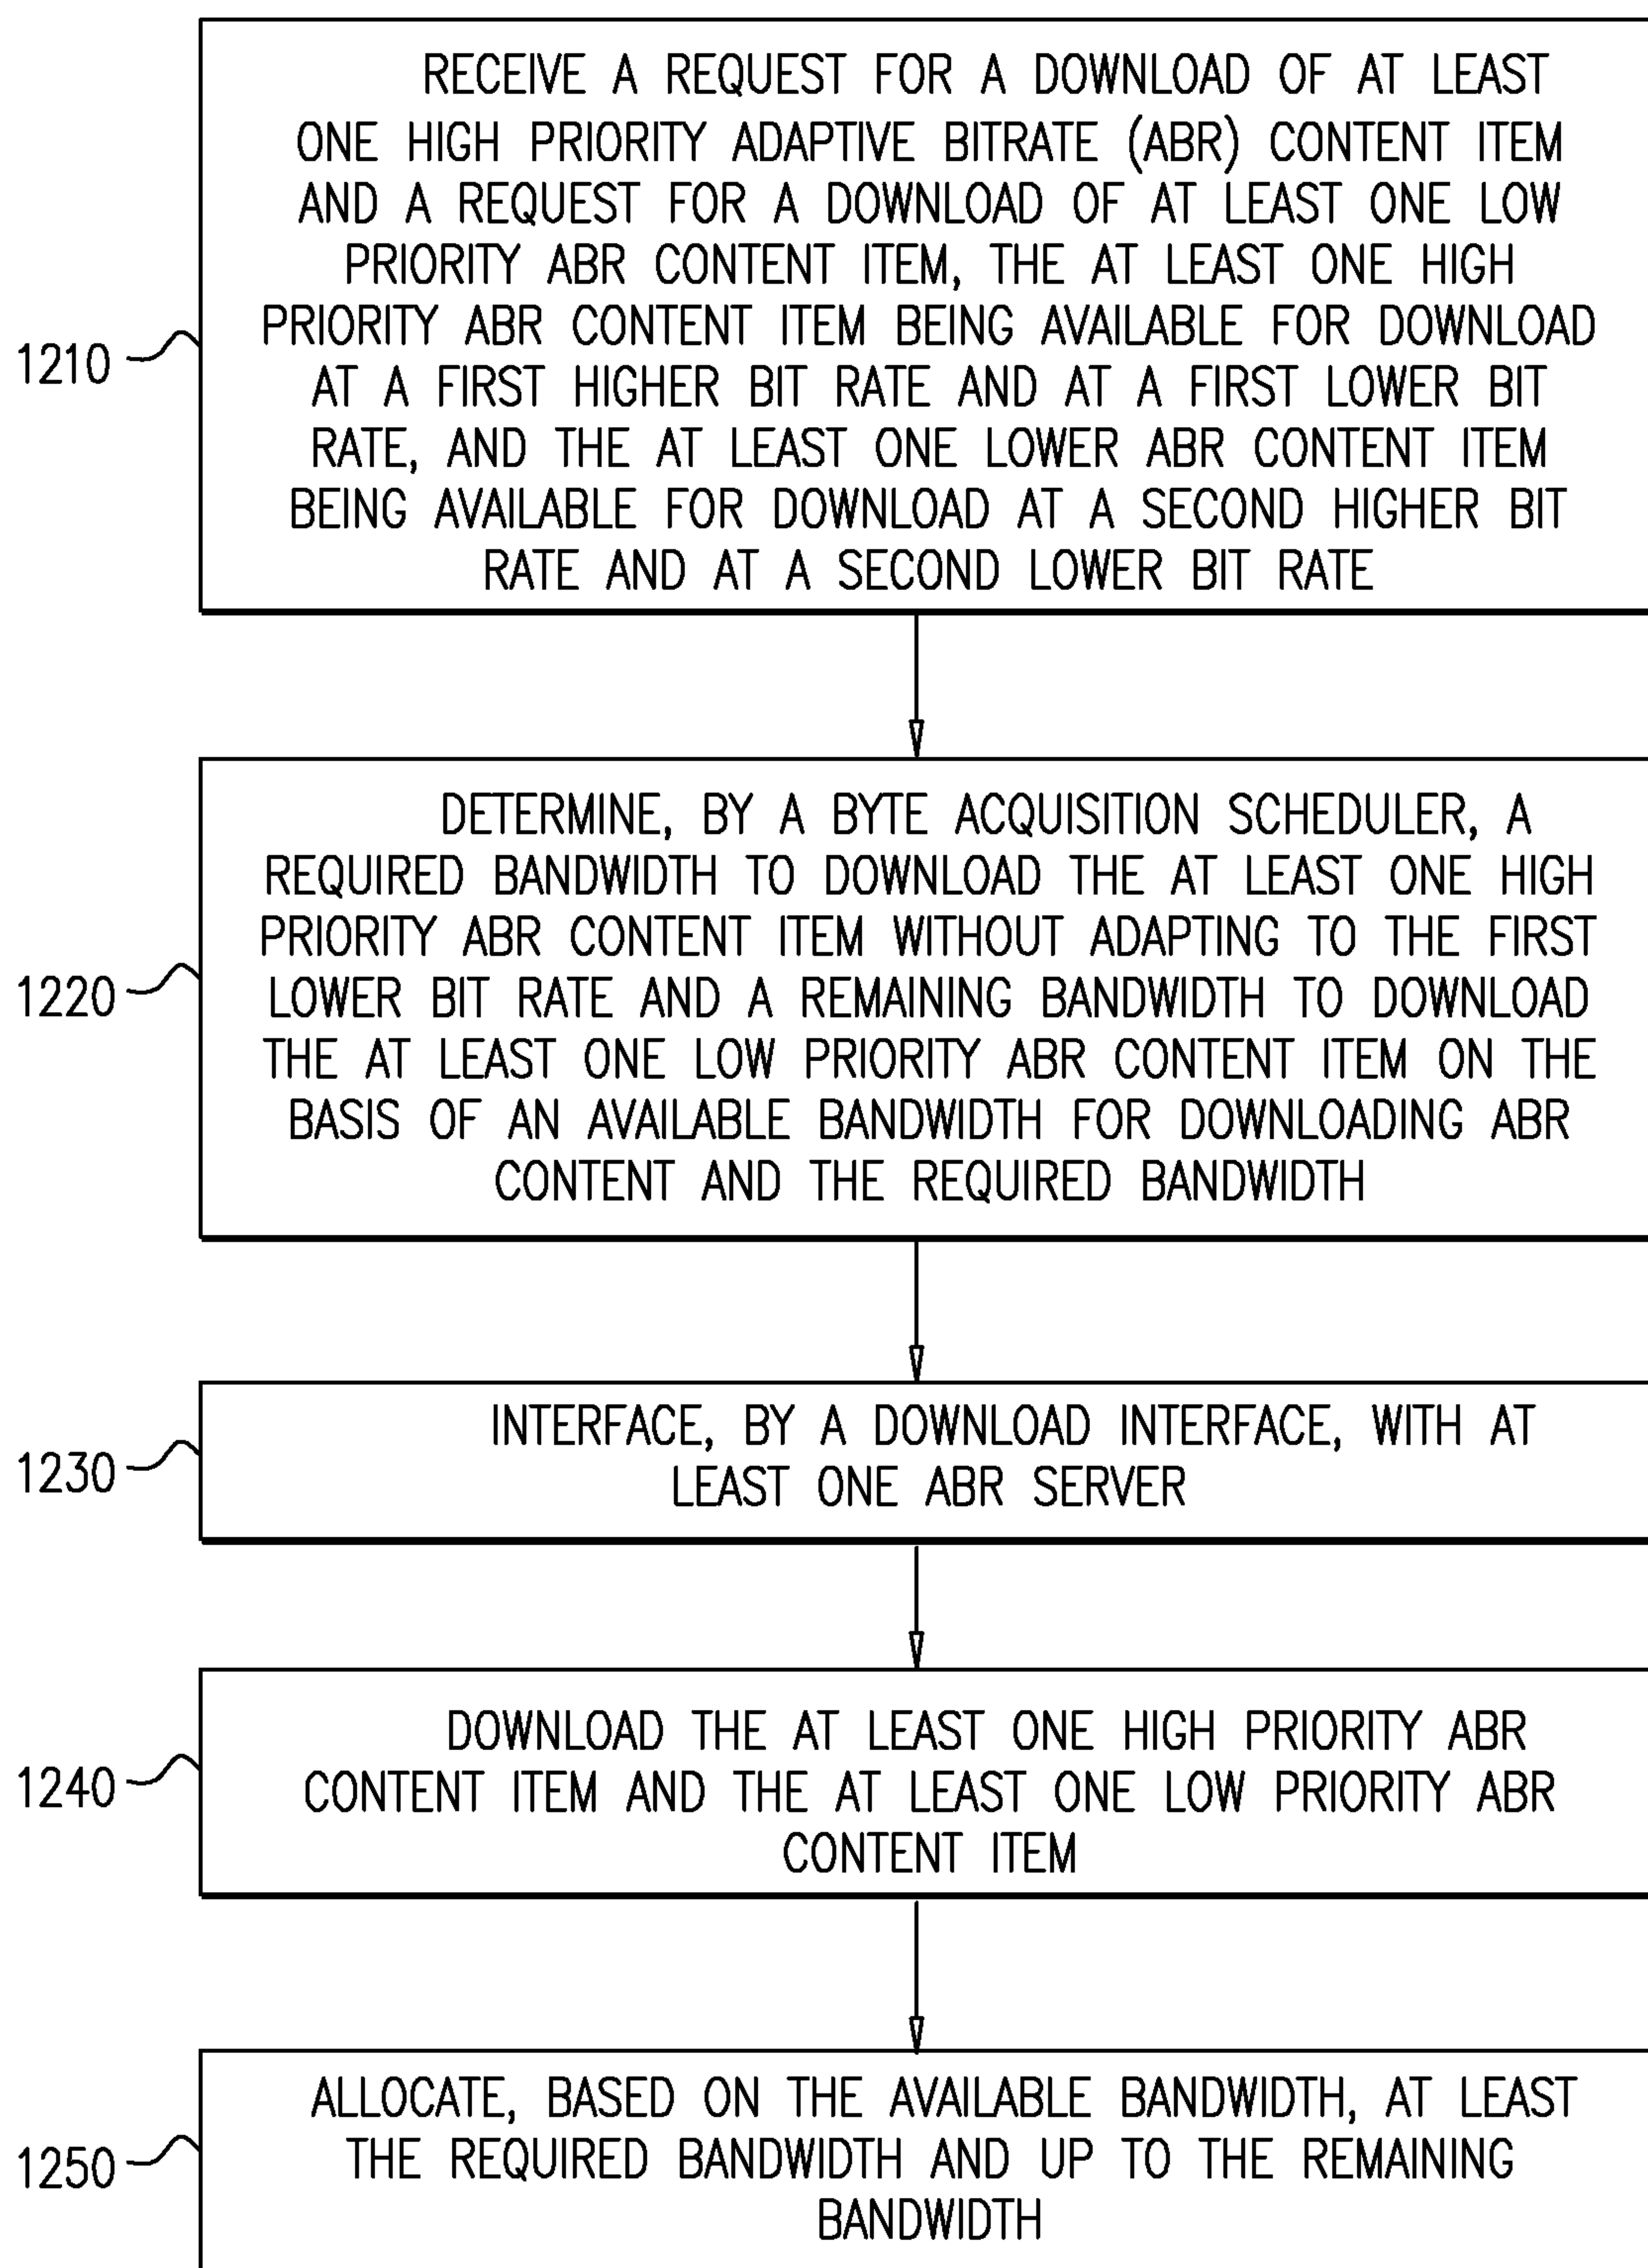 RECEIVE A REQUEST FOR A DOWNLOAD OF AT LEAST
ONE HIGH PRIORITY ADAPTIVE BITRATE (ABR) CONTENT ITEM
AND A REQUEST FOR A DOWNLOAD OF AT LEAST ONE LOW
PRIORITY ABR CONTENT ITEM, THE AT LEAST ONE HIGH
PRIORITY ABR CONTENT ITEM BEING AVAILABLE FOR DOWNLOAD
AT A FIRST HIGHER BIT RATE AND AT A FIRST LOWER BIT
RATE, AND THE AT LEAST ONE LOWER ABR CONTENT ITEM
BEING AVAILABLE FOR DOWNLOAD AT A SECOND HIGHER BIT
RATE AND AT A SECOND LOWER BIT RATE
1210
DETERMINE, BY A BYTE ACQUISITION SCHEDULER, A
REQUIRED BANDWIDTH TO DOWNLOAD THE AT LEAST ONE HIGH
PRIORITY ABR CONTENT ITEM WITHOUT ADAPTING TO THE FIRST
LOWER BIT RATE AND A REMAINING BANDWIDTH TO DOWNLOAD
THE AT LEAST ONE LOW PRIORITY ABR CONTENT ITEM ON THE
BASIS OF AN AVAILABLE BANDWIDTH FOR DOWNLOADING ABR
CONTENT AND THE REQUIRED BANDWIDTH
1220
INTERFACE, BY A DOWNLOAD INTERFACE, WITH AT
LEAST ONE ABR SERVER
1230
DOWNLOAD THE AT LEAST ONE HIGH PRIORITY ABR
CONTENT ITEM AND THE AT LEAST ONE LOW PRIORITY ABR
CONTENT ITEM
1240
ALLOCATE, BASED ON THE AVAILABLE BANDWIDTH, AT LEAST
THE REQUIRED BANDWIDTH AND UP TO THE REMAINING
BANDWIDTH
1250